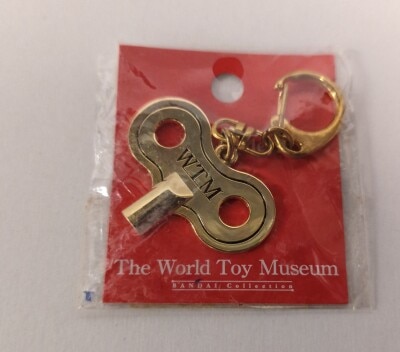 WTM
The World Toy Museum
BANDAI Collection